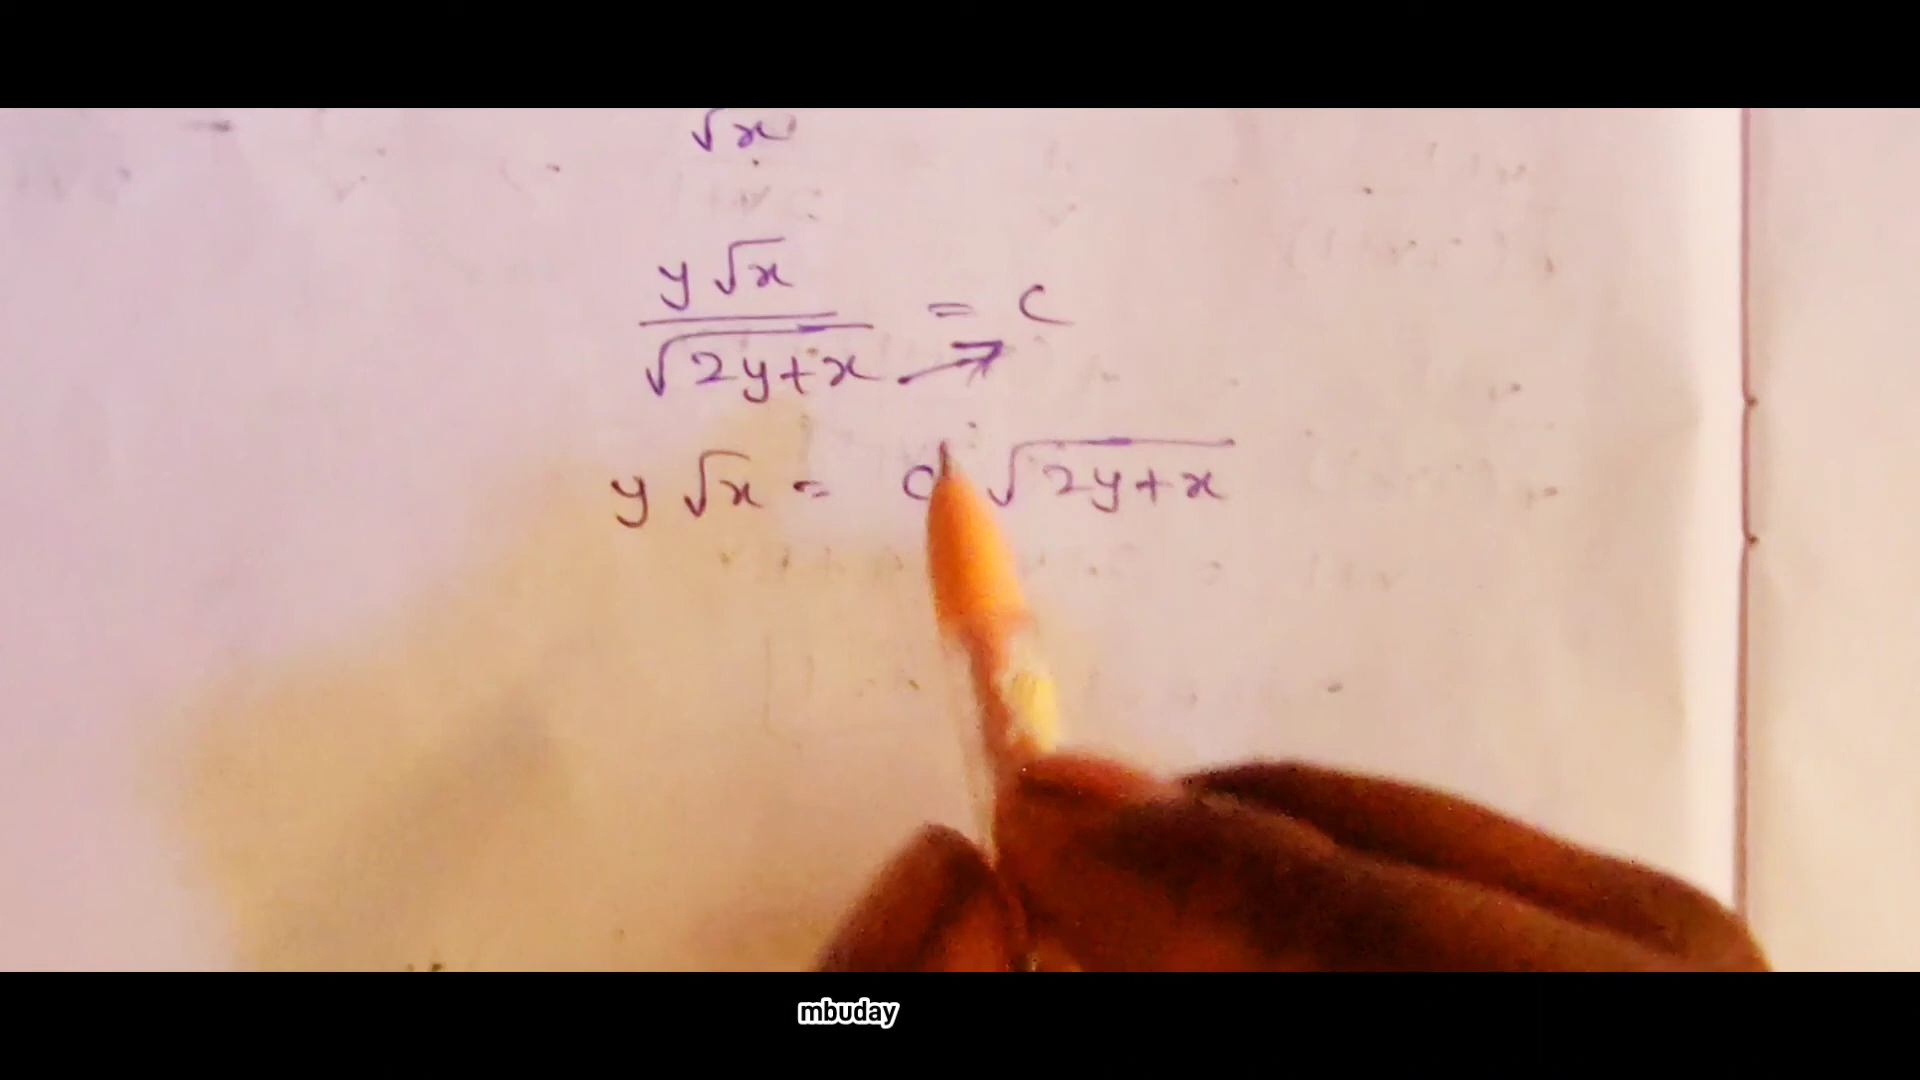 √x
y √x
= c
√2y+x
y √x = c √2y+x
mbuday